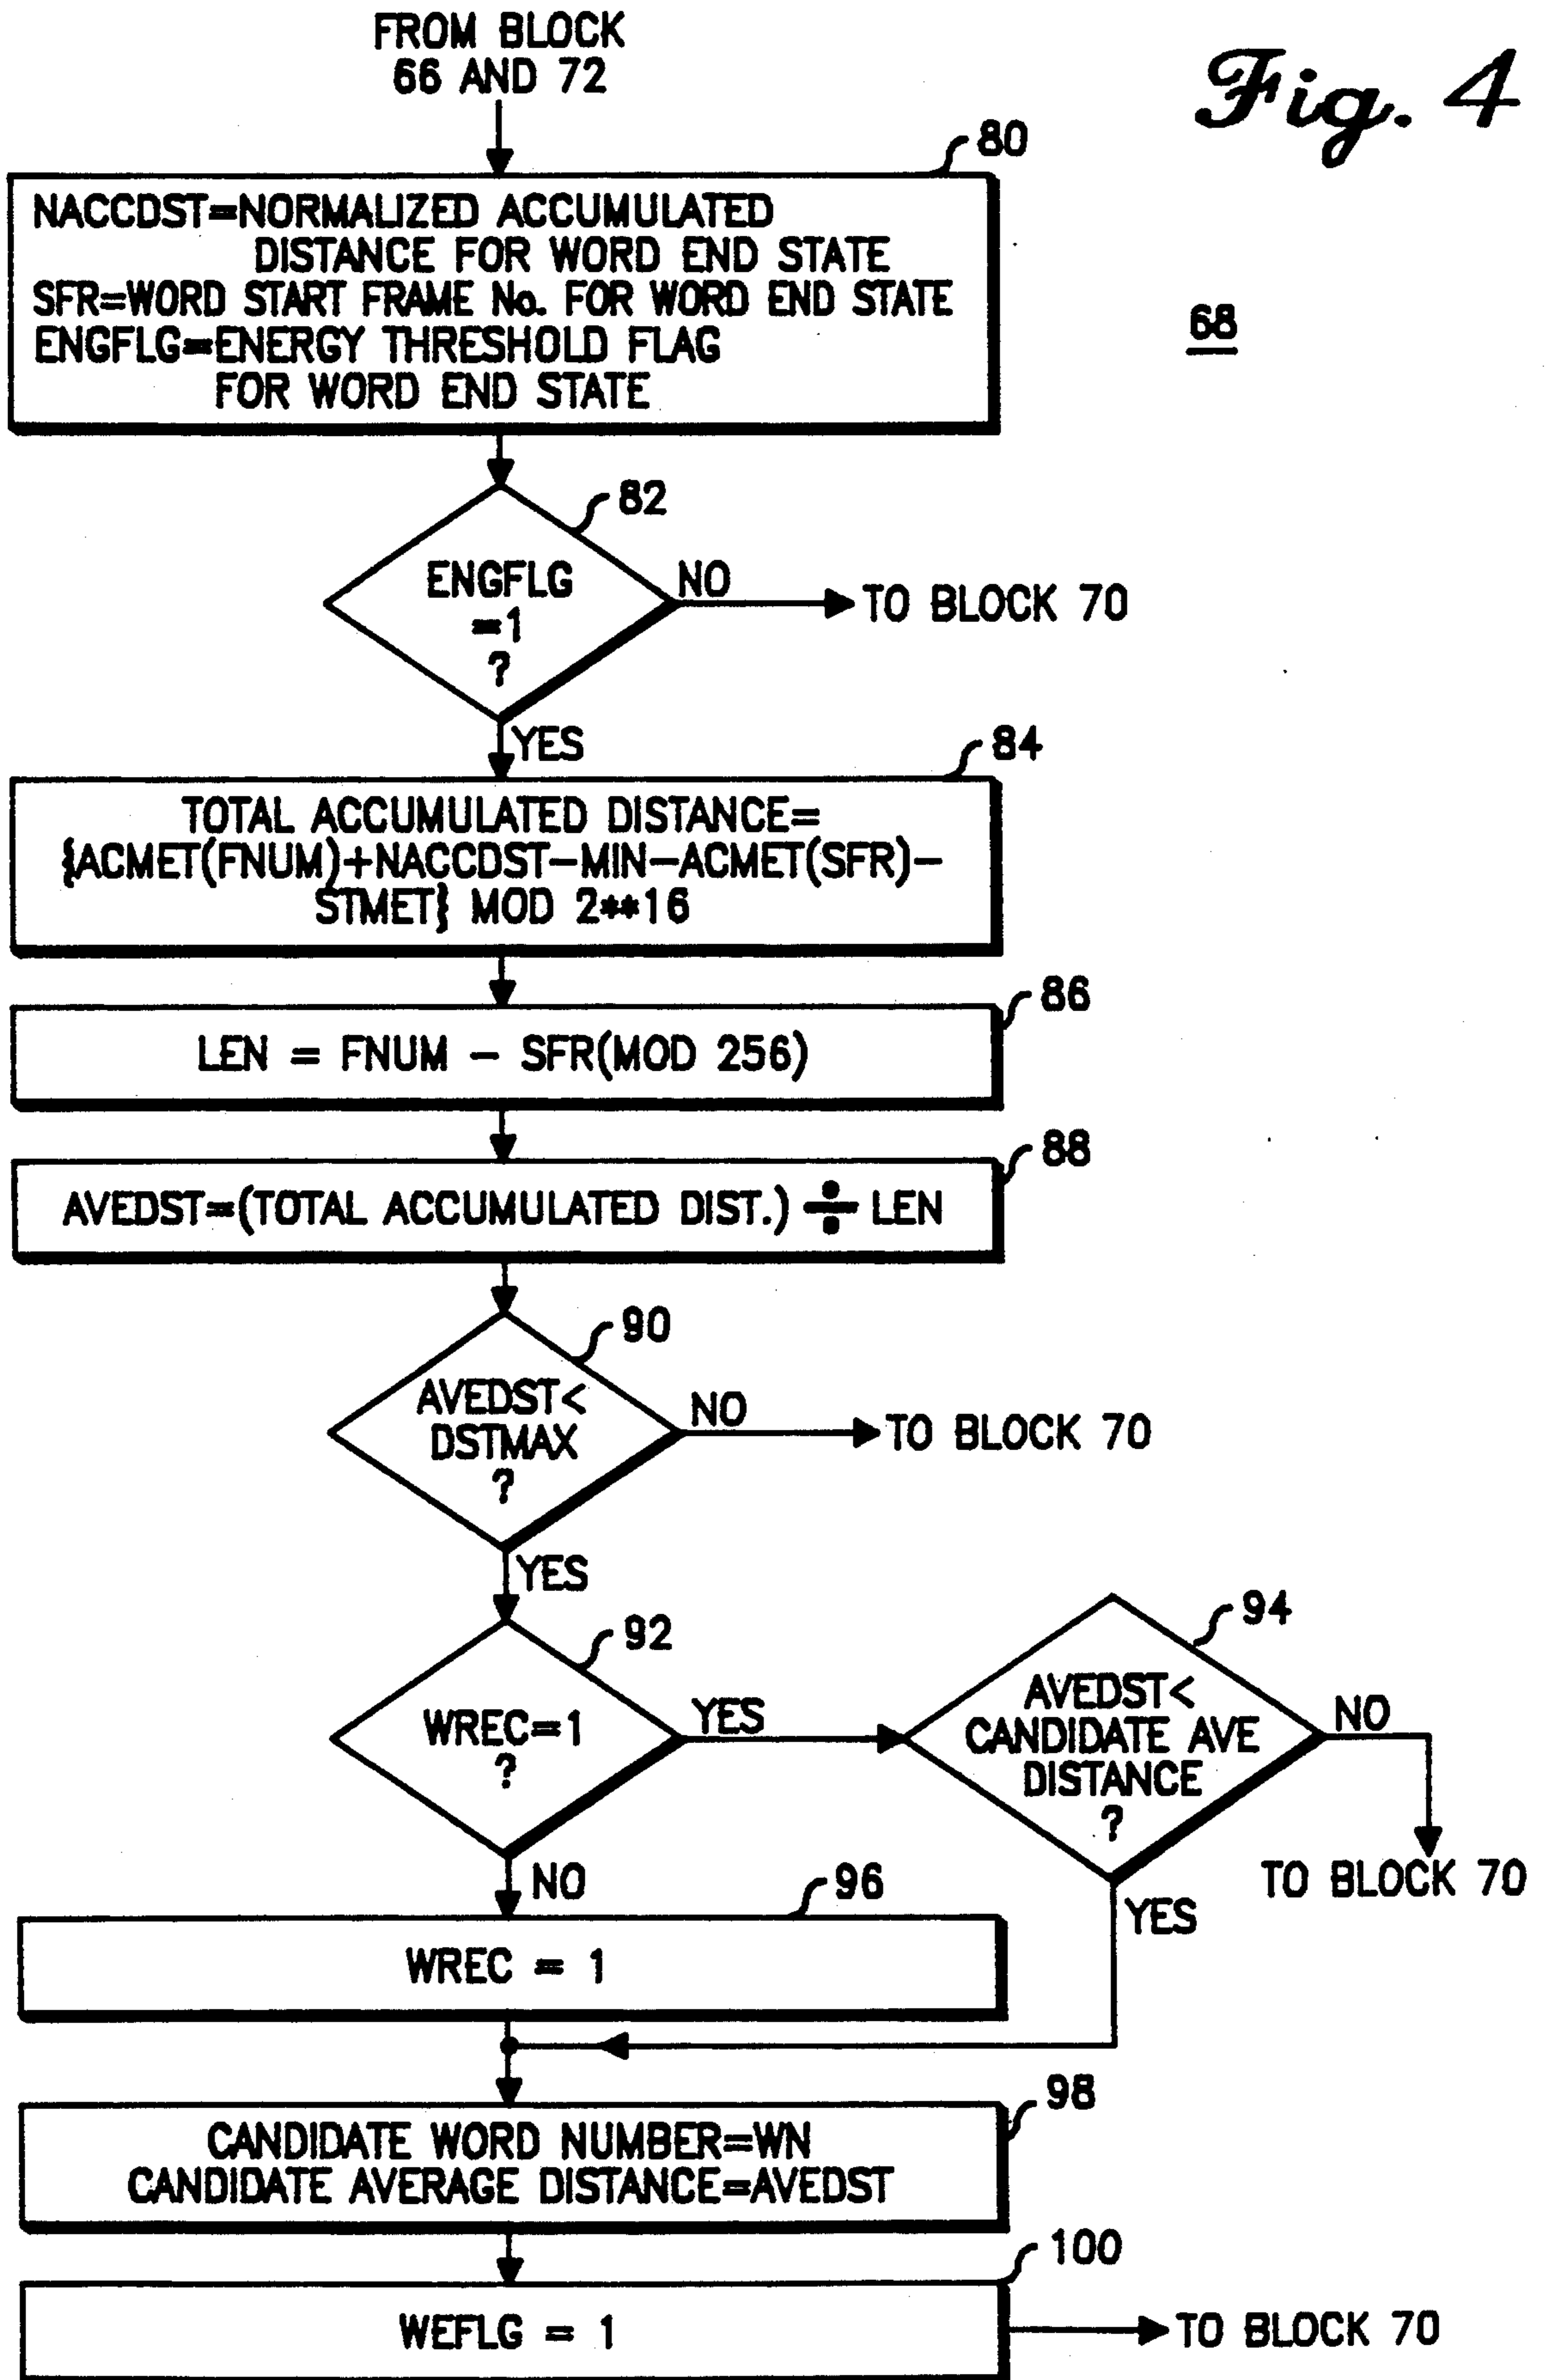 FROM BLOCK
66 AND 72
Fig. 4
80
NACCDST=NORMALIZED ACCUMULATED
DISTANCE FOR WORD END STATE
SFR=WORD START FRAME No. FOR WORD END STATE
ENGFLG=ENERGY THRESHOLD FLAG
FOR WORD END STATE
68
82
ENGFLG
=1
?
NO
TO BLOCK 70
YES
84
TOTAL ACCUMULATED DISTANCE=
{ACMET(FNUM)+NACCDST-MIN-ACMET(SFR)-
STMET} MOD 2**16
86
LEN = FNUM - SFR(MOD 256)
88
AVEDST=(TOTAL ACCUMULATED DIST.) ÷ LEN
90
AVEDST<
DSTMAX
?
NO
TO BLOCK 70
YES
92
WREC=1
?
YES
94
AVEDST<
CANDIDATE AVE
DISTANCE
?
NO
TO BLOCK 70
YES
NO
96
WREC = 1
98
CANDIDATE WORD NUMBER=WN
CANDIDATE AVERAGE DISTANCE=AVEDST
100
WEFLG = 1
TO BLOCK 70